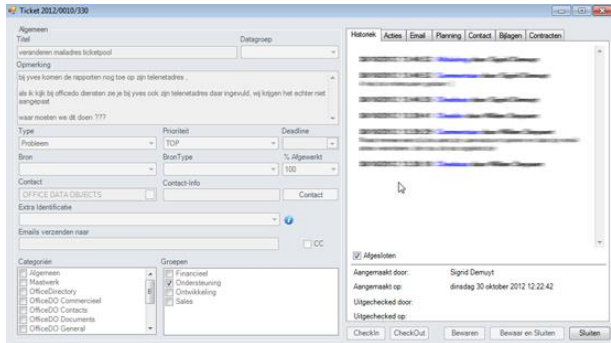 Ticket 2012/0010/330
Algemeen
Titel
Datagroep
veranderen mailadres ticketpool
Opmerking
bij yves komen de rapporten nog toe op zijn telenetadres .
als ik kijk bij officedo diensten zie je bij yves ook zijn telenetadres daar ingevuld, wij krijgen het echter niet
aangepast
waar moeten we dit doen ???
Type
Prioriteit
Deadline
Probleem
TOP
Bron
BronType
% Afgewerkt
100
Contact
Contact-Info
OFFICE DATA OBJECTS
Contact
Extra Identificatie
Emails verzenden naar
CC
Categoriën
Groepen
Algemeen
Maatwerk
OfficeDirectory
OfficeDO Commercieel
OfficeDO Contacts
OfficeDO Documents
OfficeDO General
Financieel
Ondersteuning
Ontwikkeling
Sales
Historiek
Acties
Email
Planning
Contact
Bijlagen
Contracten
Afgesloten
Aangemaakt door:
Sigrid Demuyt
Aangemaakt op:
dinsdag 30 oktober 2012 12:22:42
Uitgechecked door:
Uitgechecked op:
CheckIn
CheckOut
Bewaren
Bewaar en Sluiten
Sluiten